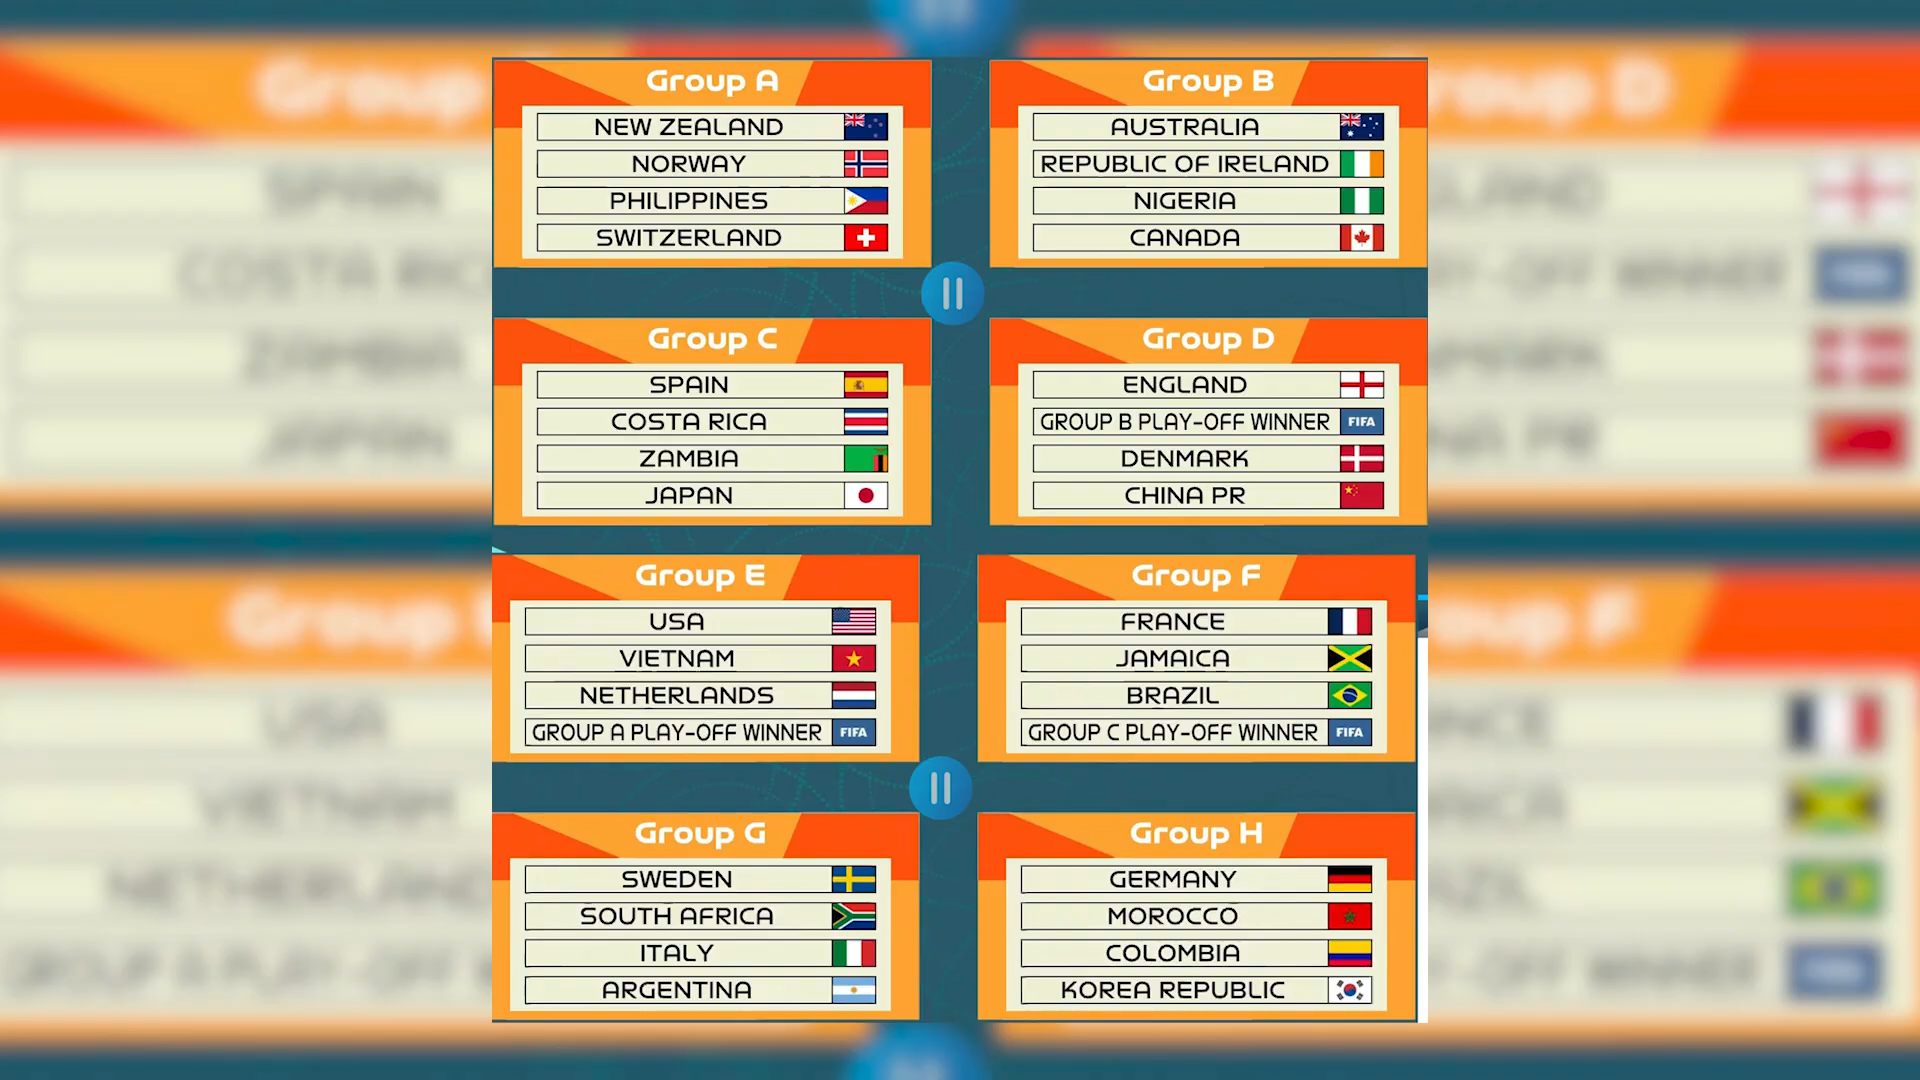 Group A
NEW ZEALAND
NORWAY
PHILIPPINES
SWITZERLAND
Group B
AUSTRALIA
REPUBLIC OF IRELAND
NIGERIA
CANADA
Group C
SPAIN
COSTA RICA
ZAMBIA
JAPAN
Group D
ENGLAND
GROUP B PLAY-OFF WINNER FIFA
DENMARK
CHINA PR
Group E
USA
VIETNAM
NETHERLANDS
GROUP A PLAY-OFF WINNER FIFA
Group F
FRANCE
JAMAICA
BRAZIL
GROUP C PLAY-OFF WINNER FIFA
Group G
SWEDEN
SOUTH AFRICA
ITALY
ARGENTINA
Group H
GERMANY
MOROCCO
COLOMBIA
KOREA REPUBLIC